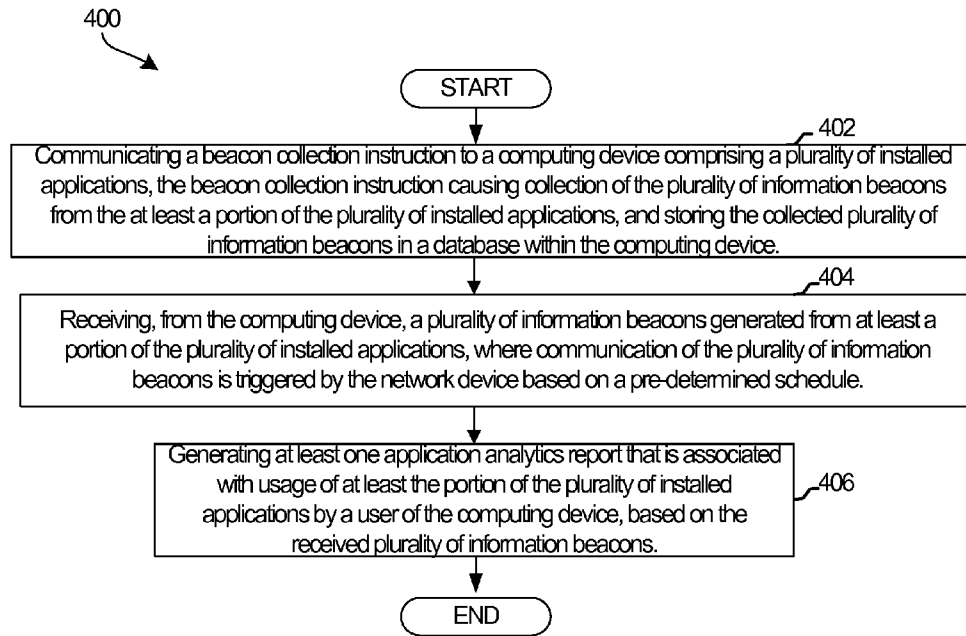 400
START
402
Communicating a beacon collection instruction to a computing device comprising a plurality of installed
applications, the beacon collection instruction causing collection of the plurality of information beacons
from the at least a portion of the plurality of installed applications, and storing the collected plurality of
information beacons in a database within the computing device.
404
Receiving, from the computing device, a plurality of information beacons generated from at least a
portion of the plurality of installed applications, where communication of the plurality of information
beacons is triggered by the network device based on a pre-determined schedule.
Generating at least one application analytics report that is associated
with usage of at least the portion of the plurality of installed
applications by a user of the computing device, based on the
received plurality of information beacons.
406
END